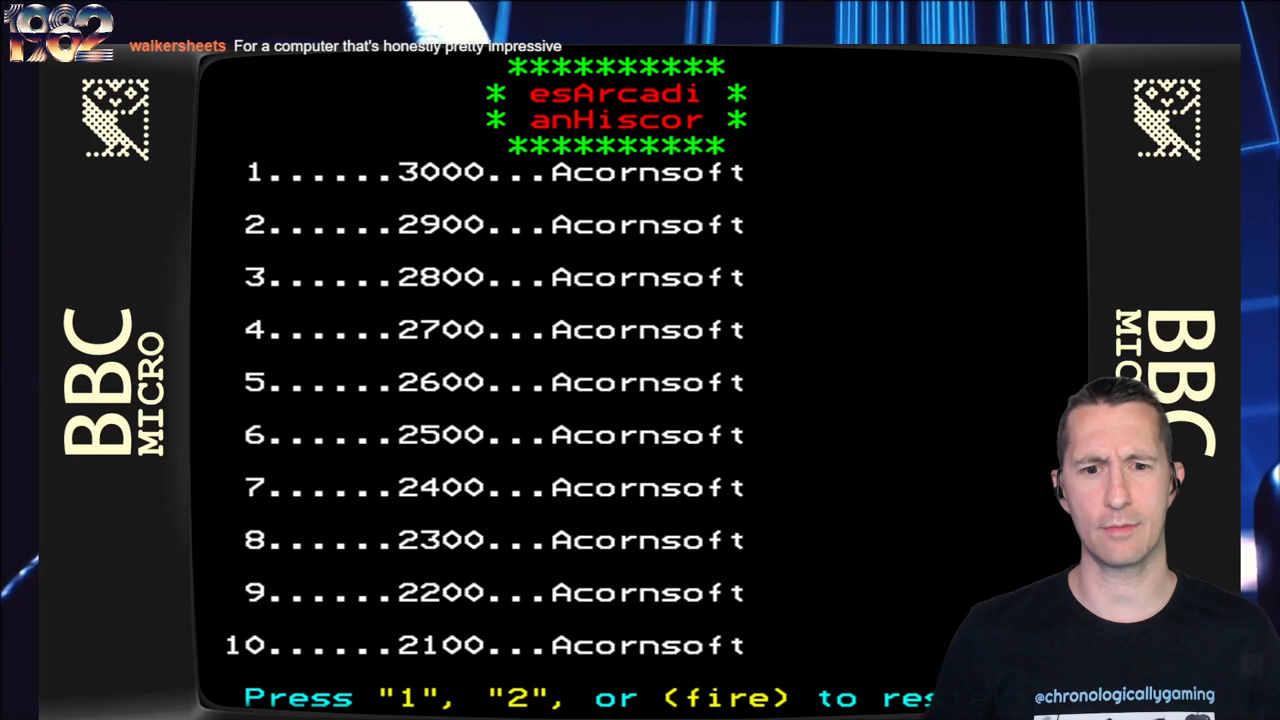 1982
walkersheets For a computer that's honestly pretty impressive
**********
* esArcadi *
* anHiscor *
**********
1......3000...Acornsoft
2......2900...Acornsoft
3......2800...Acornsoft
4......2700...Acornsoft
5......2600...Acornsoft
6......2500...Acornsoft
7......2400...Acornsoft
8......2300...Acornsoft
9......2200...Acornsoft
10......2100...Acornsoft
Press "1", "2", or (fire) to res
BBC
MICRO
BBC
MIC
@chronologicallygaming